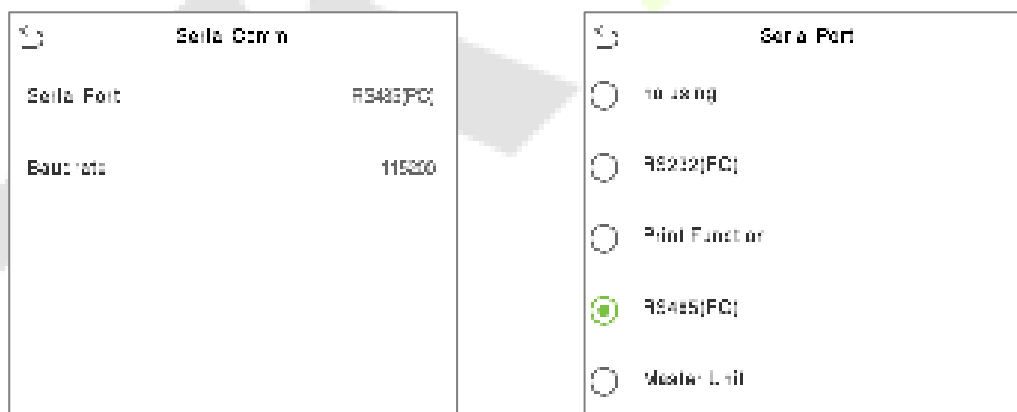 Serial Comm
Serial Port RS485(PC)
Baudrate 115200
Serial Port
no using
RS232(PC)
Print Function
RS485(PC)
Master Unit